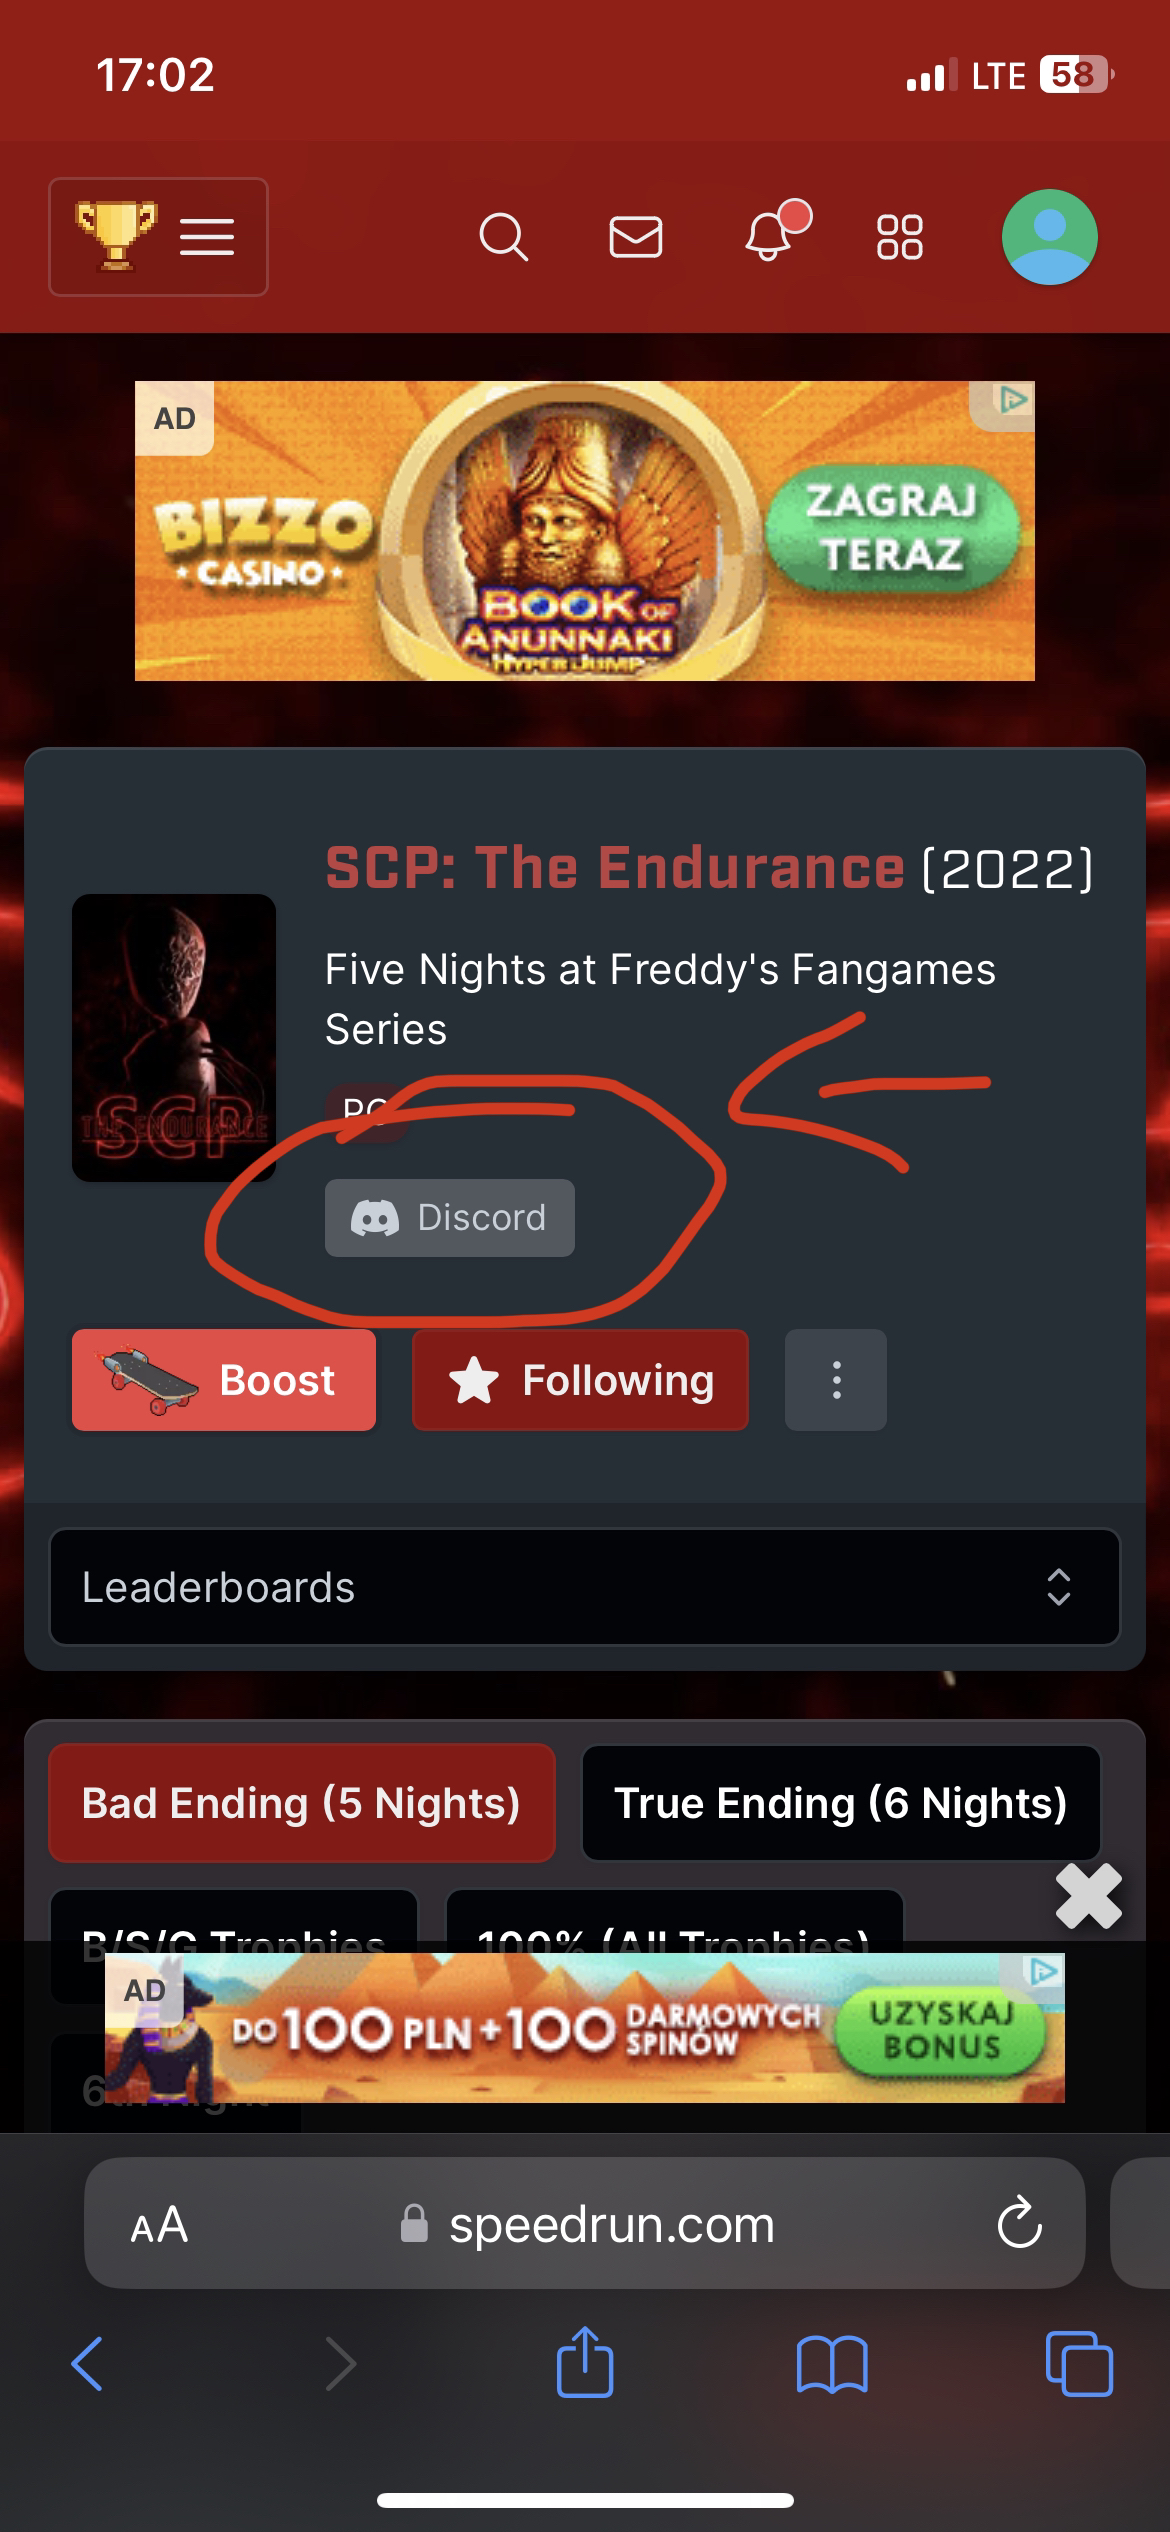 17:02
LTE 58
AD
BIZZO
CASINO
BOOK OF
ANUNNAKI
HYPER JUMP
ZAGRAJ
TERAZ
SCP: The Endurance (2022)
Five Nights at Freddy's Fangames
Series
PC
SCP
THE ENDURANCE
Discord
Boost
Following
Leaderboards
Bad Ending (5 Nights)
True Ending (6 Nights)
B/S/G Trophies
100% (All Trophies)
6th Night
AD
DO 100 PLN + 100 DARMOWYCH
SPINÓW
UZYSKAJ
BONUS
AA
speedrun.com